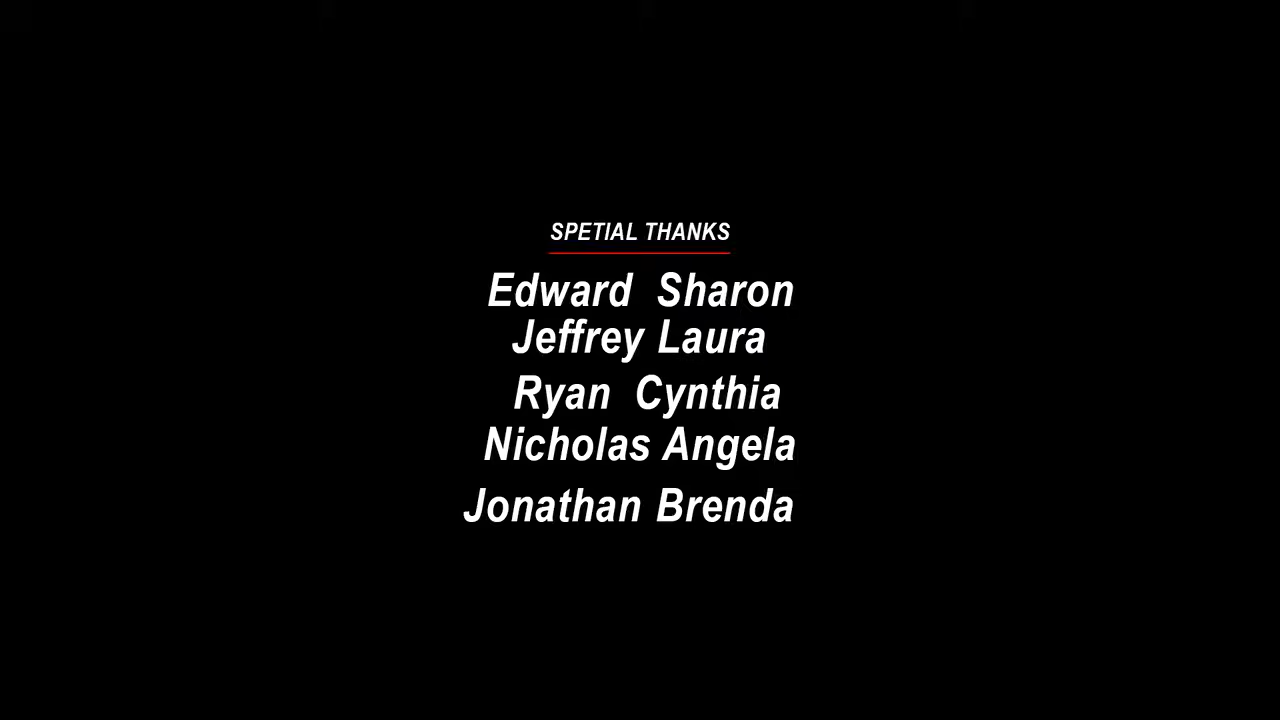 SPETIAL THANKS
Edward Sharon
Jeffrey Laura
Ryan Cynthia
Nicholas Angela
Jonathan Brenda